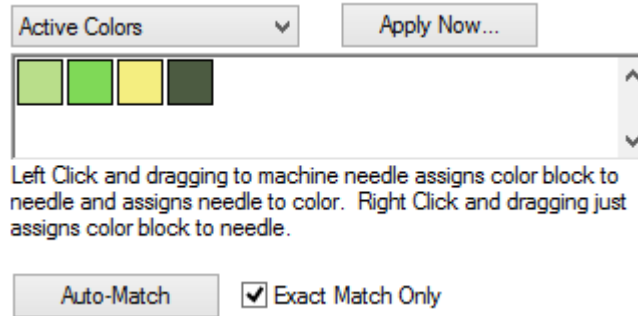 Active Colors
Apply Now...
Left Click and dragging to machine needle assigns color block to
needle and assigns needle to color.  Right Click and dragging just
assigns color block to needle.
Auto-Match
Exact Match Only